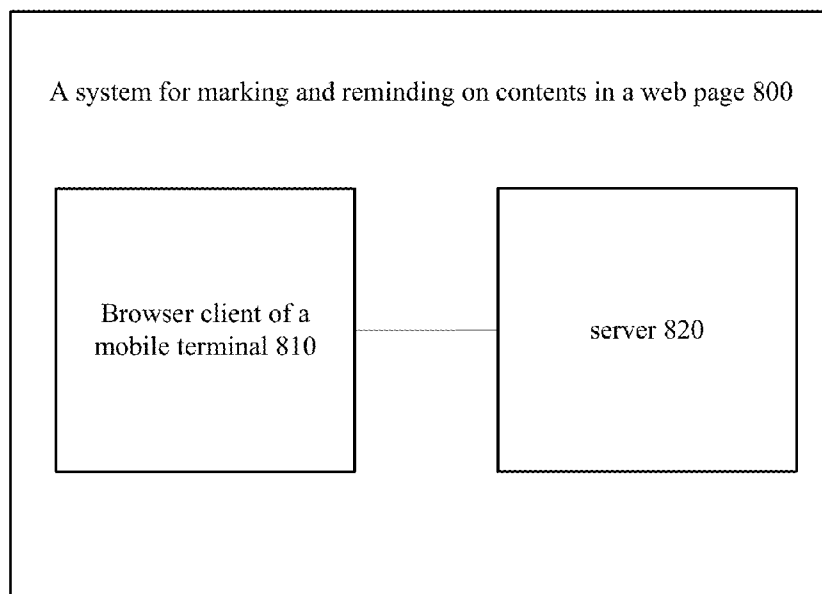 A system for marking and reminding on contents in a web page 800
Browser client of a
mobile terminal 810
server 820